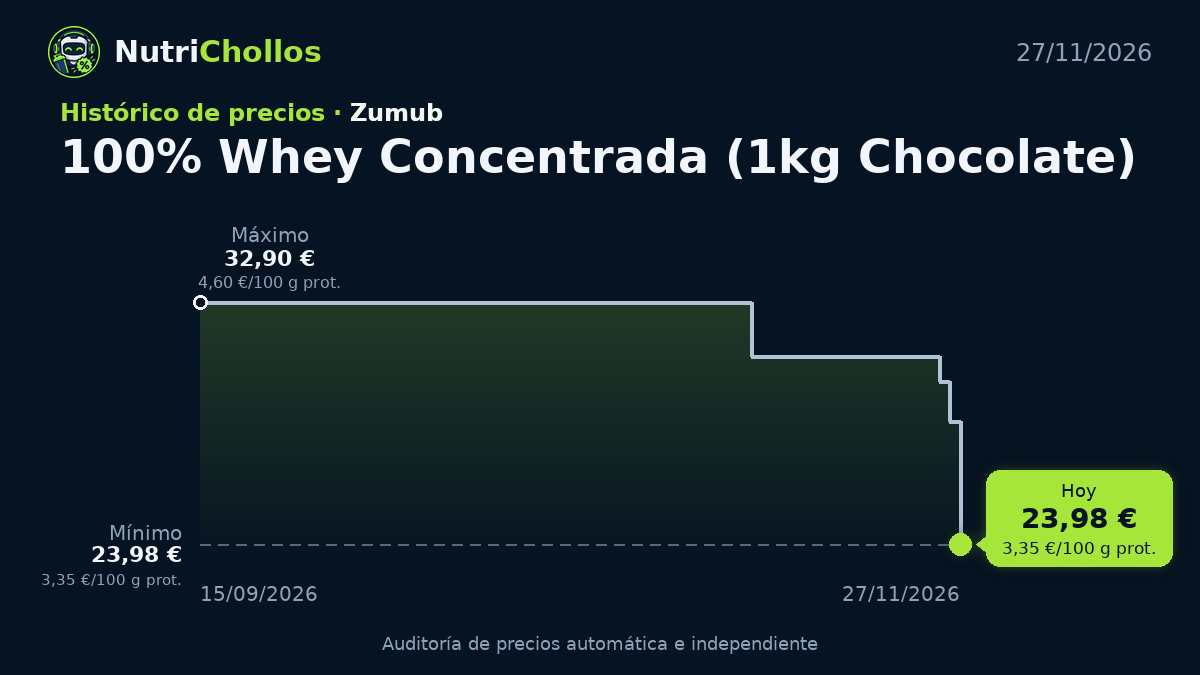 NutriChollos
27/11/2026
Histórico de precios · Zumub
100% Whey Concentrada (1kg Chocolate)
Máximo
32,90 €
4,60 €/100 g prot.
Hoy
23,98 €
3,35 €/100 g prot.
Mínimo
23,98 €
3,35 €/100 g prot.
15/09/2026
27/11/2026
Auditoría de precios automática e independiente